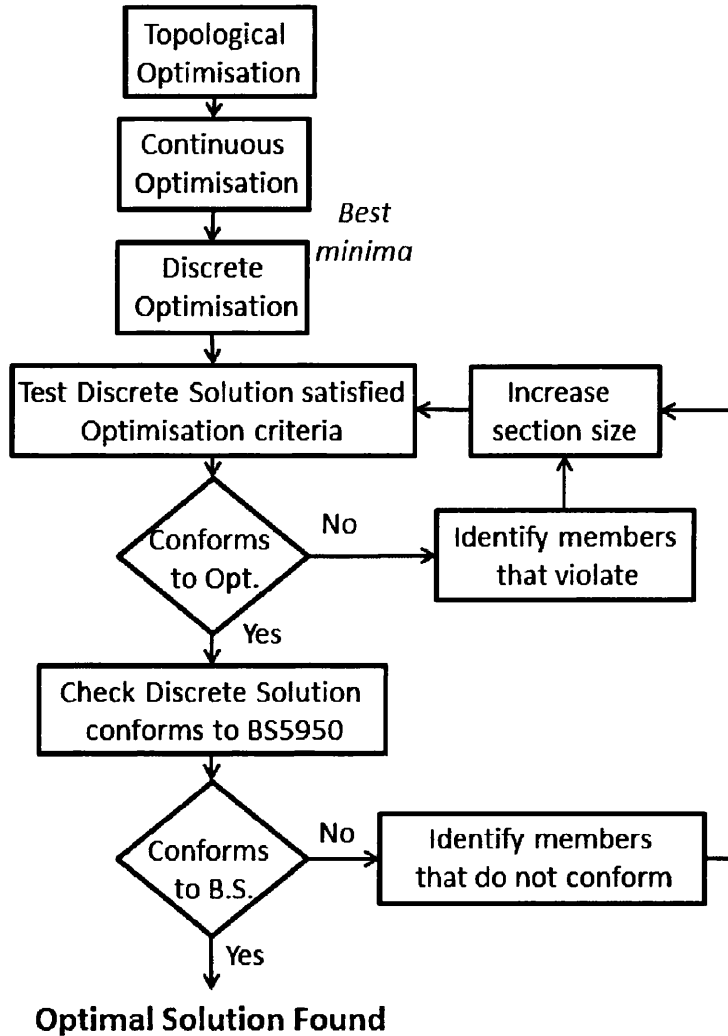 Topological
Optimisation
Continuous
Optimisation
Best
minima
Discrete
Optimisation
Test Discrete Solution satisfied
Optimisation criteria
Increase
section size
Conforms
to Opt.
No
Identify members
that violate
Yes
Check Discrete Solution
conforms to BS5950
Conforms
to B.S.
No
Identify members
that do not conform
Yes
Optimal Solution Found